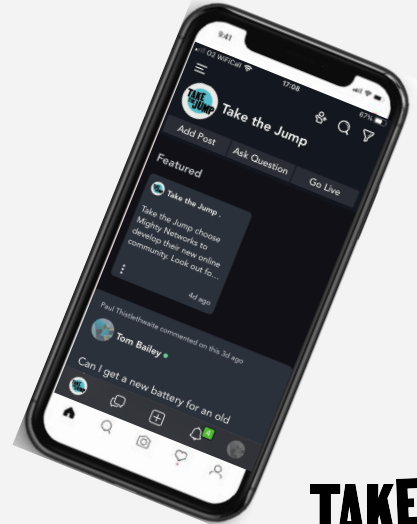 9:41
O2 WiFiCall
17:08
67%
TAKE THE JUMP
Take the Jump
Add Post
Ask Question
Go Live
Featured
Take the Jump .
Take the Jump choose
Mighty Networks to
develop their new online
community. Look out fo...
4d ago
Paul Thistlethwaite commented on this 3d ago
Tom Bailey
Can I get a new battery for an old
4
TAKE